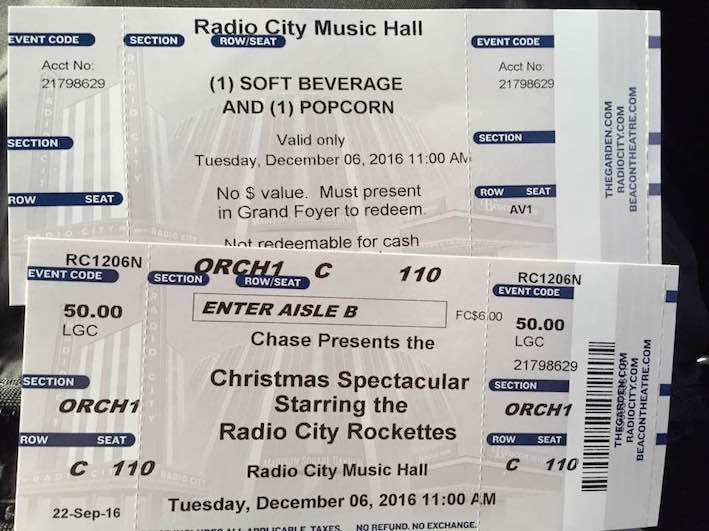 Radio City Music Hall
EVENT CODE
SECTION
ROW/SEAT
EVENT CODE
Acct No:
21798629
Acct No:
21798629
(1) SOFT BEVERAGE
AND (1) POPCORN
SECTION
Valid only
Tuesday, December 06, 2016 11:00 AM
SECTION
ROW SEAT
No $ value. Must present
in Grand Foyer to redeem.
Not redeemable for cash
ROW SEAT
AV1
THEGARDEN.COM
RADIOCITY.COM
BEACONTHEATRE.COM
RC1206N
EVENT CODE
SECTION
ORCH1 C 110
ROW/SEAT
RC1206N
EVENT CODE
50.00
LGC
ENTER AISLE B
FC$6.00
50.00
LGC
21798629
Chase Presents the
Christmas Spectacular
Starring the
Radio City Rockettes
SECTION
ORCH1
SECTION
ORCH1
ROW SEAT
C 110
ROW SEAT
C 110
Radio City Music Hall
22-Sep-16
Tuesday, December 06, 2016 11:00 AM
ALL APPLICABLE TAXES. NO REFUND. NO EXCHANGE.
THEGARDEN.COM
RADIOCITY.COM
BEACONTHEATRE.COM